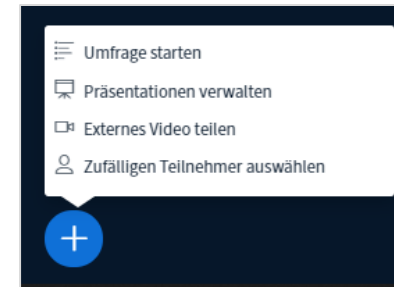 Umfrage starten
Präsentationen verwalten
Externes Video teilen
Zufälligen Teilnehmer auswählen